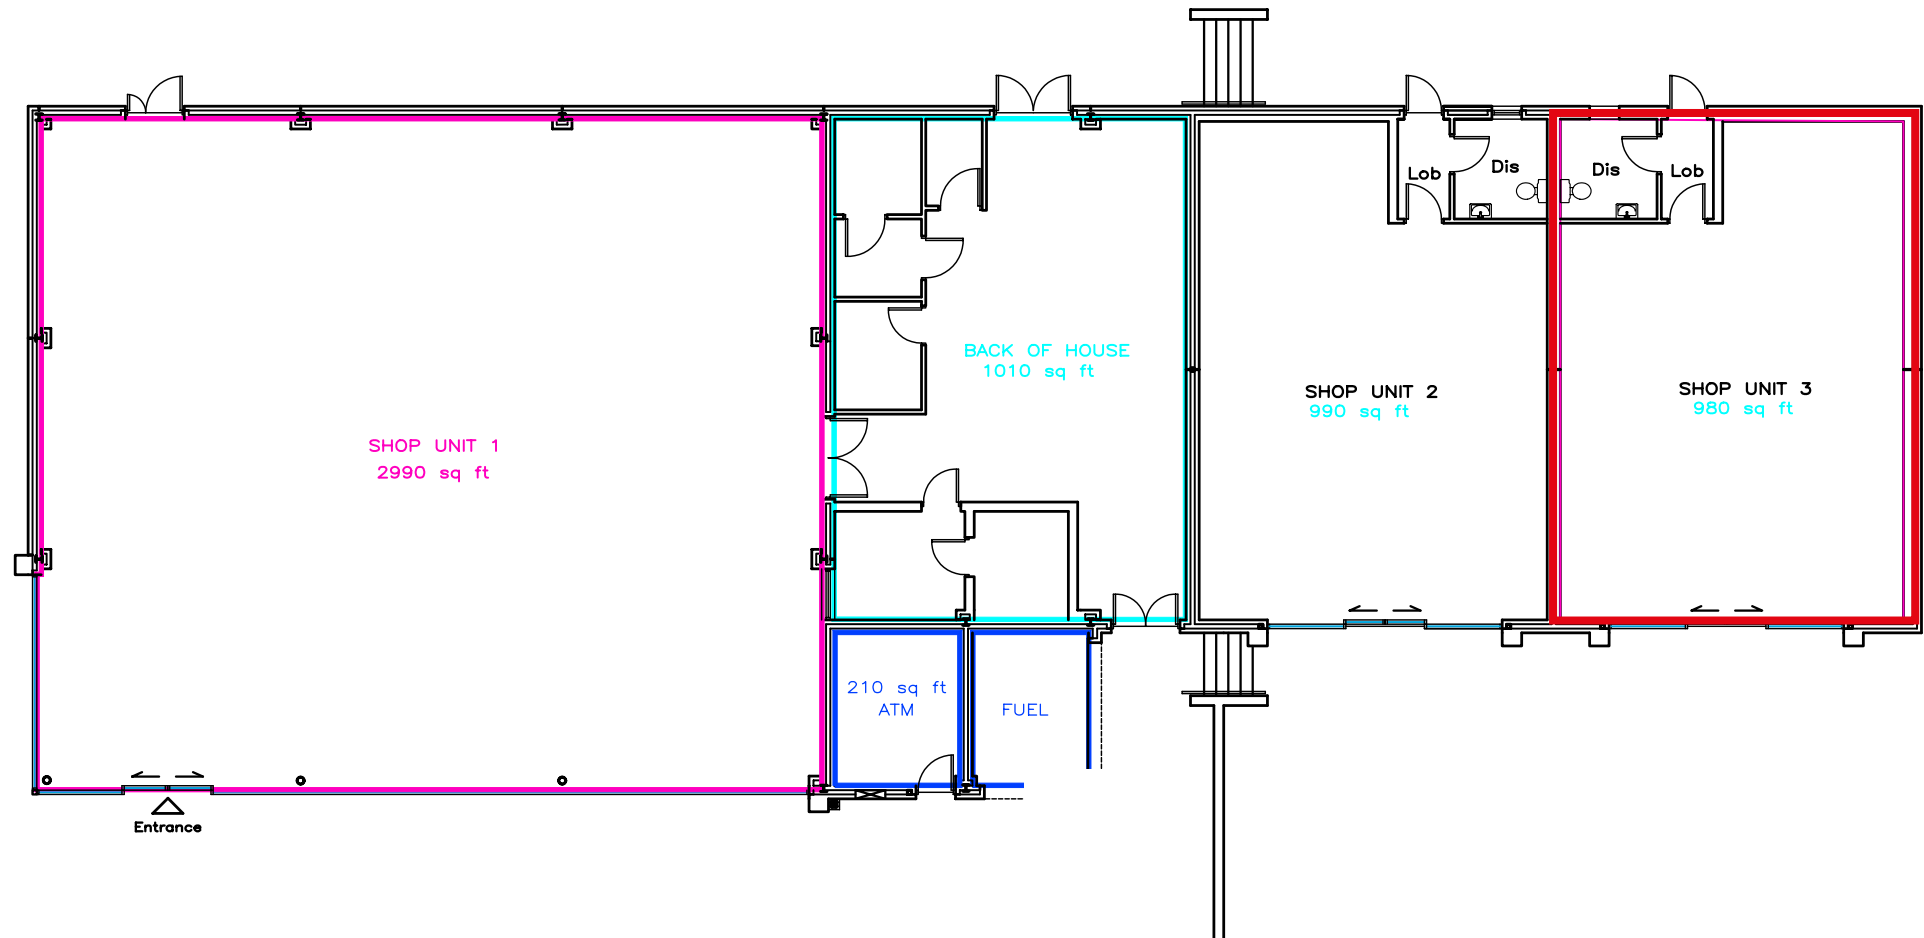 Lob
Dis
Dis
Lob
BACK OF HOUSE
1010 sq ft
SHOP UNIT 2
990 sq ft
SHOP UNIT 3
980 sq ft
SHOP UNIT 1
2990 sq ft
210 sq ft
ATM
FUEL
Entrance